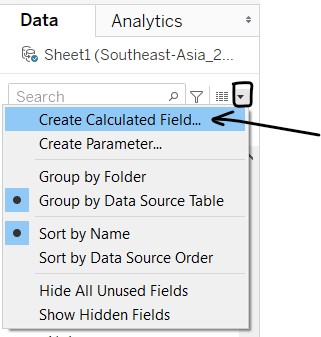 Data
Analytics
Sheet1 (Southeast-Asia_2...
Search
Create Calculated Field...
Create Parameter...
Group by Folder
Group by Data Source Table
Sort by Name
Sort by Data Source Order
Hide All Unused Fields
Show Hidden Fields